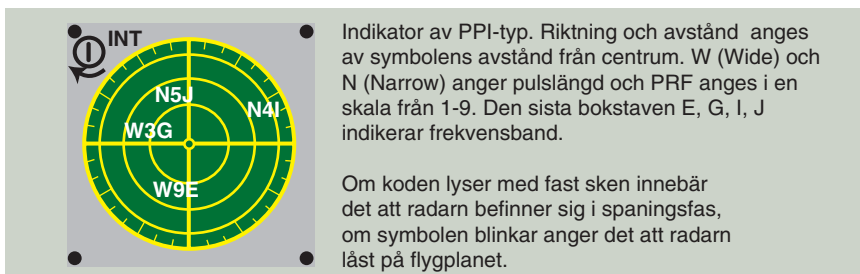 INT
N5J
N4I
W3G
W9E
Indikator av PPI-typ. Riktning och avstånd anges
av symbolens avstånd från centrum. W (Wide) och
N (Narrow) anger pulslängd och PRF anges i en
skala från 1-9. Den sista bokstaven E, G, I, J
indikerar frekvensband.
Om koden lyser med fast sken innebär
det att radarn befinner sig i spaningsfas,
om symbolen blinkar anger det att radarn
låst på flygplanet.